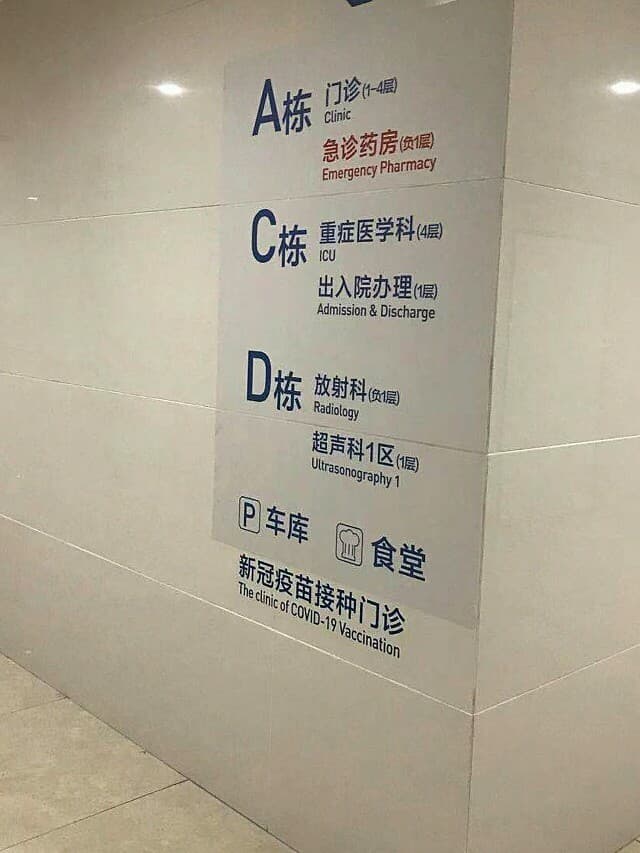 A栋 门诊(1-4层)
Clinic
急诊药房(负1层)
Emergency Pharmacy
C栋 重症医学科(4层)
ICU
出入院办理(1层)
Admission & Discharge
D栋 放射科(负1层)
Radiology
超声科1区(1层)
Ultrasonography 1
P 车库 食堂
新冠疫苗接种门诊
The clinic of COVID-19 Vaccination